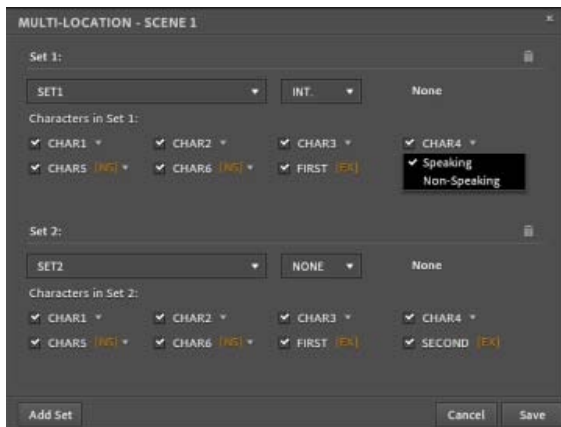 MULTI-LOCATION - SCENE 1
Set 1:
SET1 INT. None
Characters in Set 1:
CHAR1 CHAR2 CHAR3 CHAR4
Speaking
CHAR5 [NS] CHAR6 [NS] FIRST [EX]
Non-Speaking
Set 2:
SET2 NONE None
Characters in Set 2:
CHAR1 CHAR2 CHAR3 CHAR4
CHAR5 [NS] CHAR6 [NS] FIRST [EX] SECOND [EX]
Add Set Cancel Save